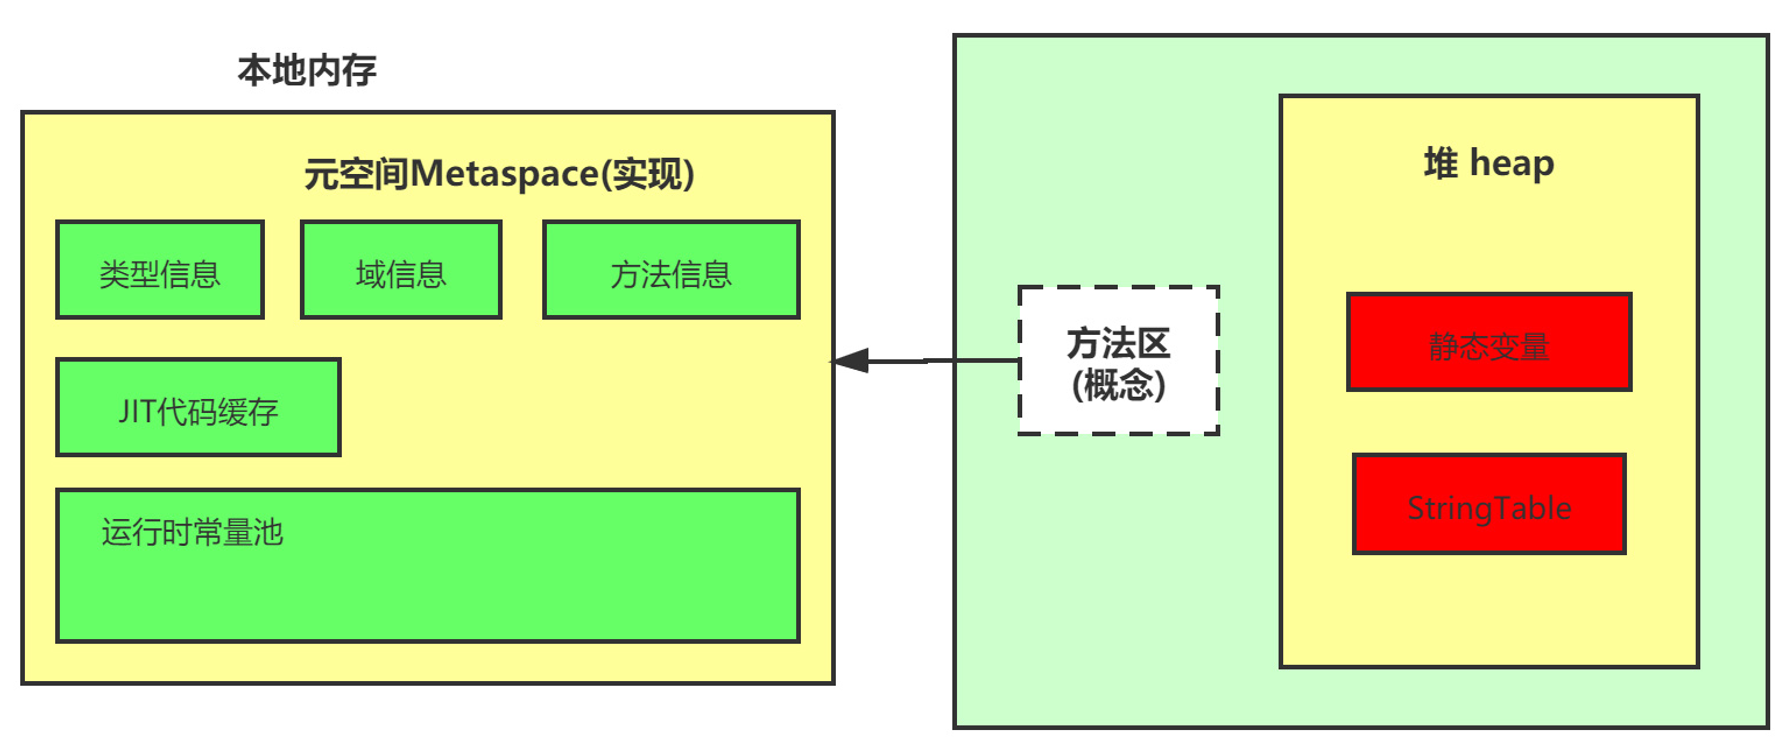 本地内存
元空间Metaspace(实现)
类型信息
域信息
方法信息
JIT代码缓存
运行时常量池
方法区
(概念)
堆 heap
静态变量
StringTable